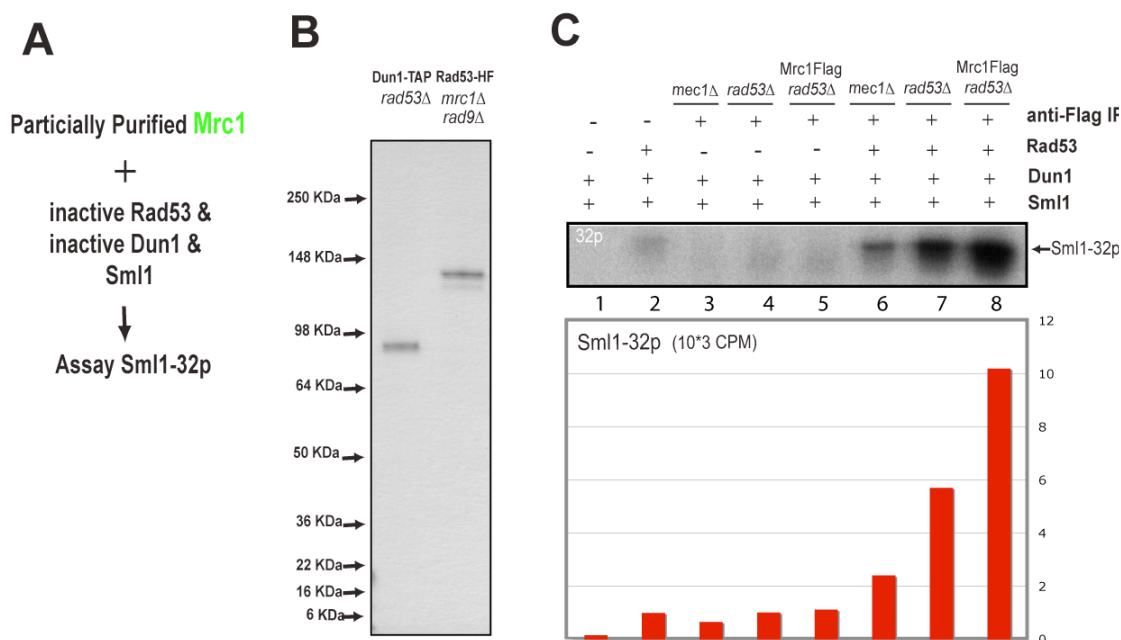 A
Particially Purified Mrc1
+
inactive Rad53 &
inactive Dun1 &
Sml1
Assay Sml1-32p
B
Dun1-TAP Rad53-HF
rad53Δ mrc1Δ
rad9Δ
250 KDa
148 KDa
98 KDa
64 KDa
50 KDa
36 KDa
22 KDa
16 KDa
6 KDa
C
Mrc1Flag Mrc1Flag
mec1Δ rad53Δ rad53Δ mec1Δ rad53Δ rad53Δ
- - + + + + + + anti-Flag IP
- + - - - + + + Rad53
+ + + + + + + + Dun1
+ + + + + + + + Sml1
32p
Sml1-32p
1 2 3 4 5 6 7 8
Sml1-32p (10*3 CPM)
12
10
8
6
4
2
0